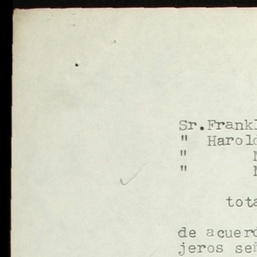 Sr.Frankl
" Harold
"
"
tota
de acuerd
jeros señ